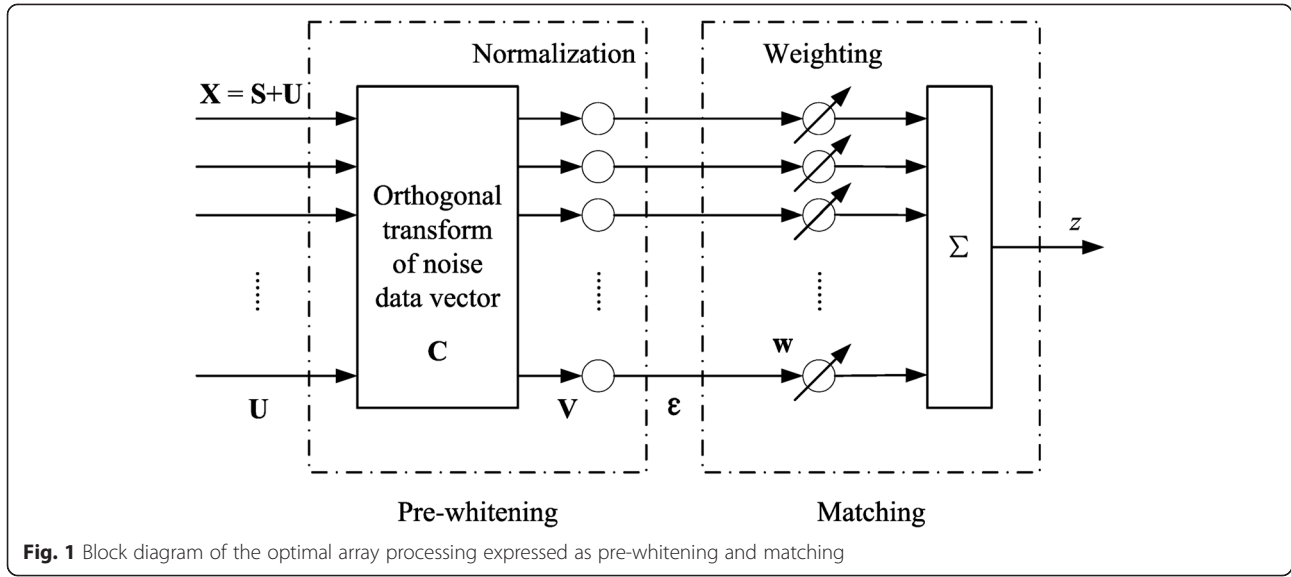 Normalization
Weighting
X = S+U
Orthogonal
transform
of noise
data vector
C
Σ
z
w
U
V
ε
Pre-whitening
Matching
Fig. 1 Block diagram of the optimal array processing expressed as pre-whitening and matching